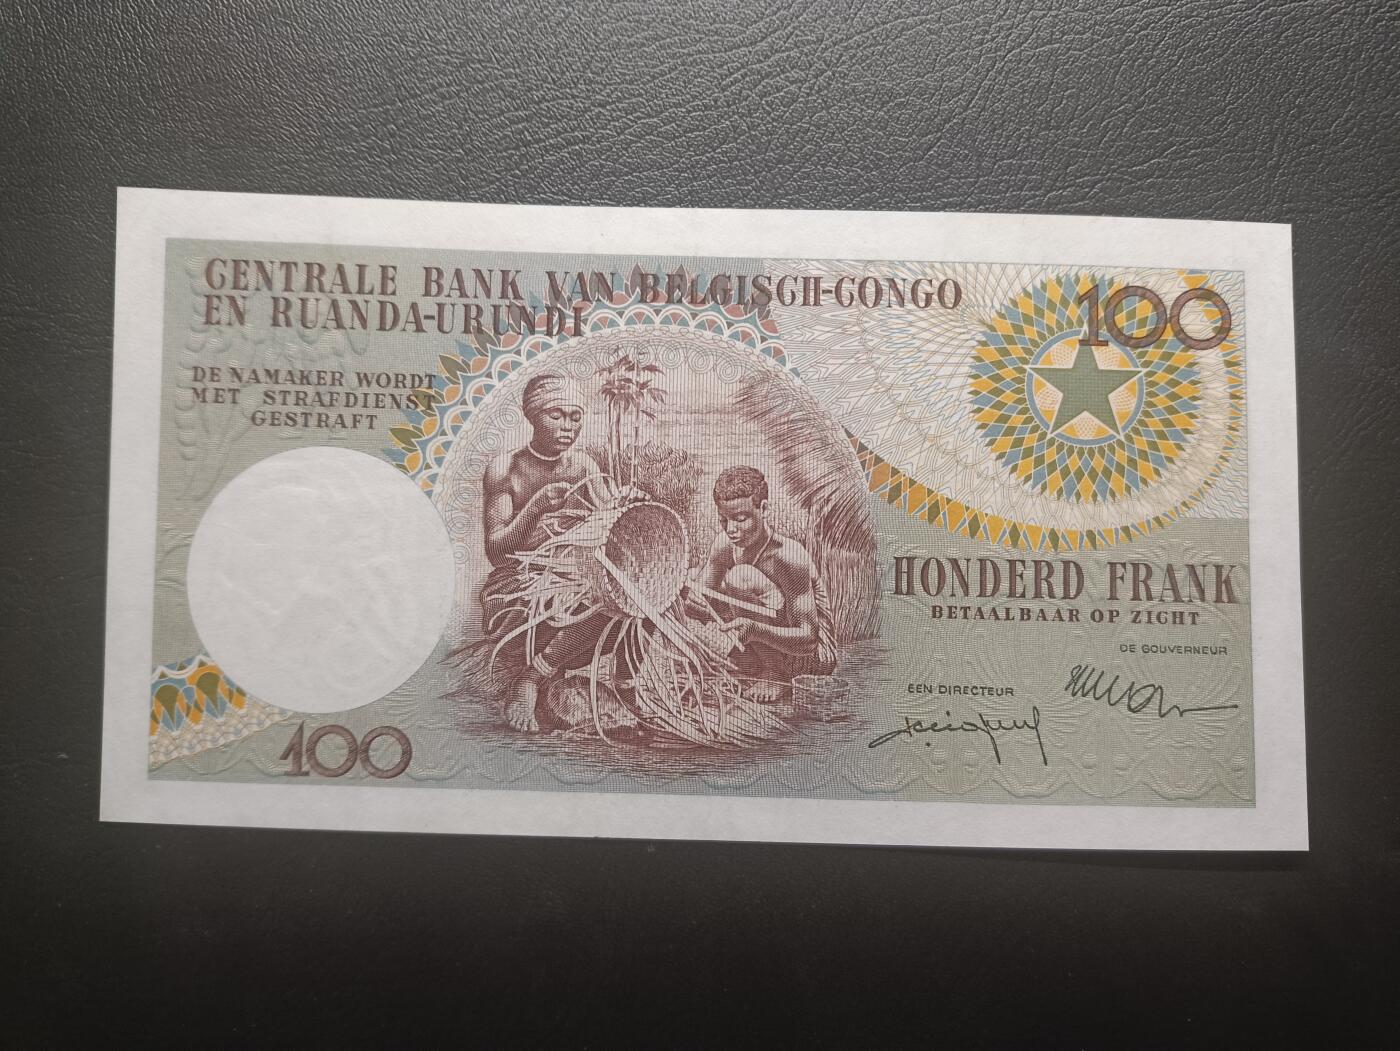 CENTRALE BANK VAN BELGISCH-CONGO
EN RUANDA-URUNDI
100
DE NAMAKER WORDT
MET STRAFDIENST
GESTRAFT
HONDERD FRANK
BETAALBAAR OP ZICHT
DE GOUVERNEUR
EEN DIRECTEUR
100